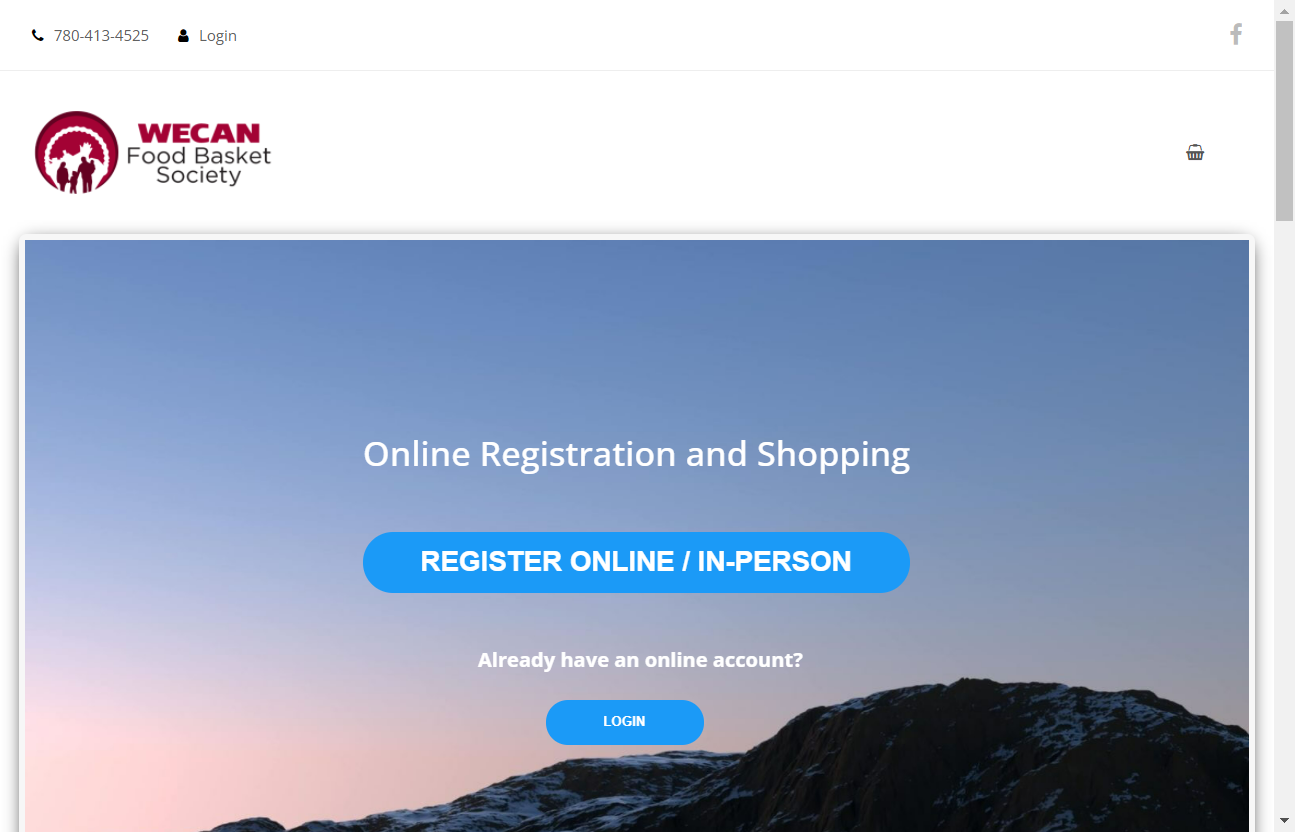 780-413-4525 Login
WECAN
Food Basket
Society
Online Registration and Shopping
REGISTER ONLINE / IN-PERSON
Already have an online account?
LOGIN